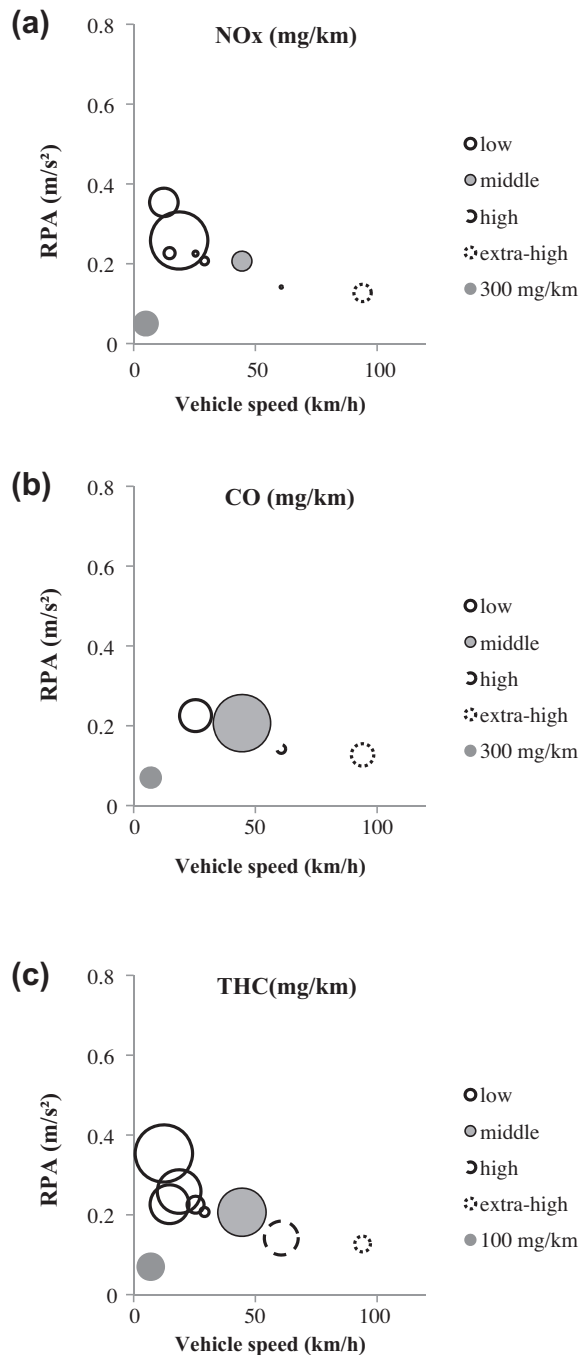 (a)
NOx (mg/km)
0.8
0.6
0.4
0.2
0
RPA (m/s²)
0 50 100
Vehicle speed (km/h)
low
middle
high
extra-high
300 mg/km
(b)
CO (mg/km)
0.8
0.6
0.4
0.2
0
RPA (m/s²)
0 50 100
Vehicle speed (km/h)
low
middle
high
extra-high
300 mg/km
(c)
THC(mg/km)
0.8
0.6
0.4
0.2
0
RPA (m/s²)
0 50 100
Vehicle speed (km/h)
low
middle
high
extra-high
100 mg/km